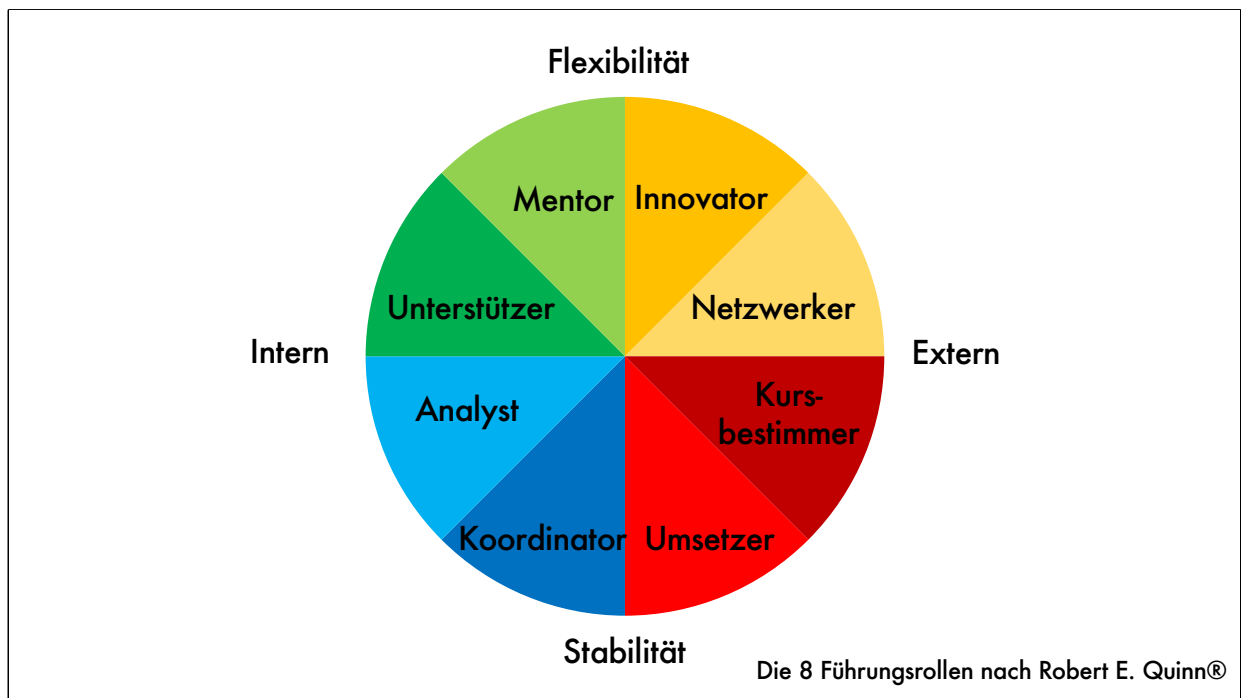 Flexibilität
Mentor
Innovator
Unterstützer
Netzwerker
Intern
Extern
Analyst
Kurs-
bestimmer
Koordinator
Umsetzer
Stabilität
Die 8 Führungsrollen nach Robert E. Quinn®